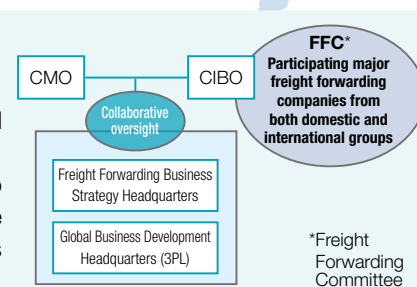 FFC*
Participating major
freight forwarding
companies from
both domestic and
international groups
CMO
CIBO
Collaborative
oversight
Freight Forwarding Business
Strategy Headquarters
Global Business Development
Headquarters (3PL)
*Freight
Forwarding
Committee